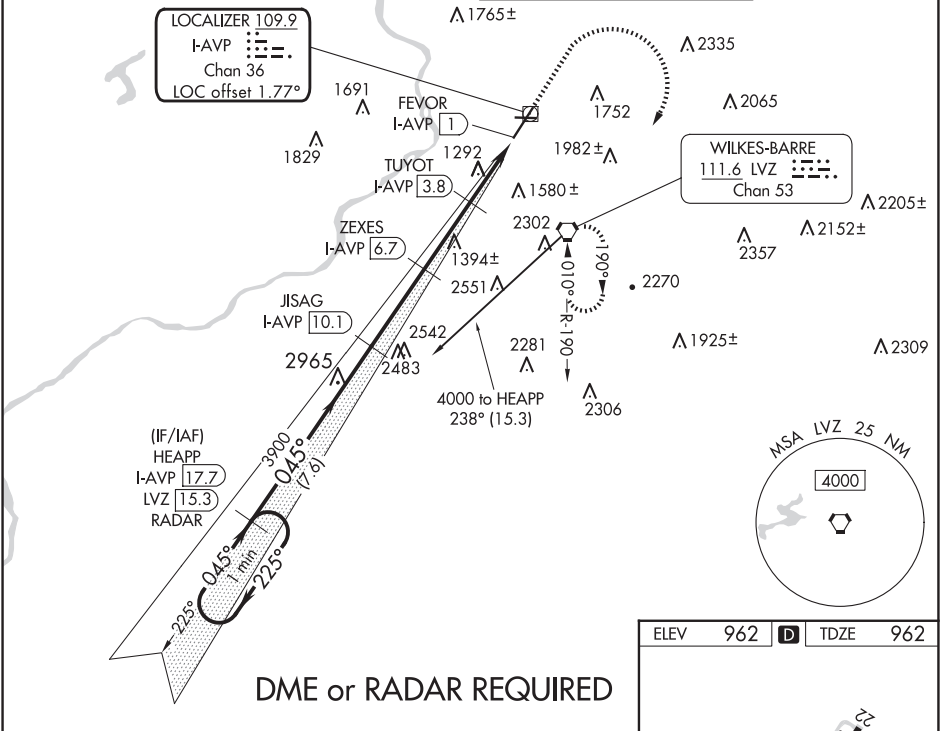 LOCALIZER 109.9
I-AVP
Chan 36
LOC offset 1.77°
1765±
2335
1691
FEVOR
I-AVP 1
1752
2065
1829
1292
1982±
TUYOT
I-AVP 3.8
WILKES-BARRE
111.6 LVZ
Chan 53
1580±
2205±
ZEXES
I-AVP 6.7
2302
2152±
2357
1394±
190°
010°
R-190
2551
2270
JISAG
I-AVP 10.1
2542
2483
2965
2281
1925±
2309
4000 to HEAPP
238° (15.3)
2306
(IF/IAF)
HEAPP
I-AVP 17.7
LVZ 15.3
RADAR
3900
045°
(7.6)
MSA LVZ 25 NM
4000
045°
1 min
225°
225°
ELEV 962 D TDZE 962
DME or RADAR REQUIRED
22